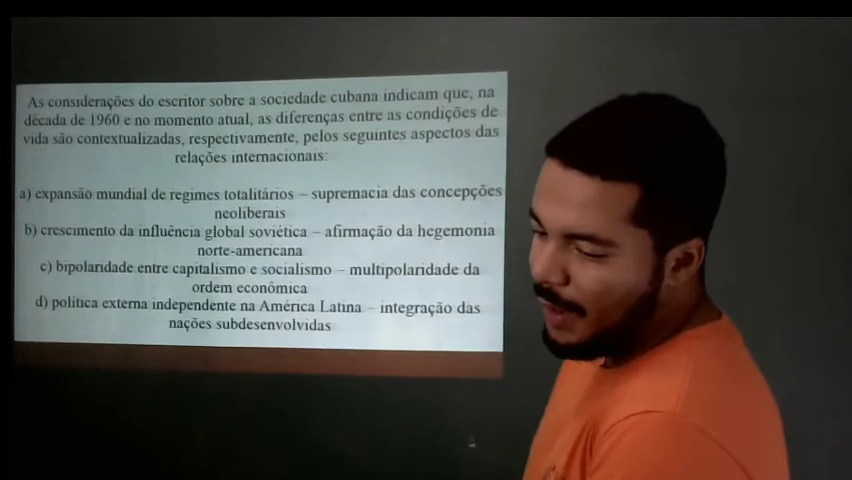 As considerações do escritor sobre a sociedade cubana indicam que, na
década de 1960 e no momento atual, as diferenças entre as condições de
vida são contextualizadas, respectivamente, pelos seguintes aspectos das
relações internacionais:
a) expansão mundial de regimes totalitários – supremacia das concepções
neoliberais
b) crescimento da influência global soviética – afirmação da hegemonia
norte-americana
c) bipolaridade entre capitalismo e socialismo – multipolaridade da
ordem econômica
d) política externa independente na América Latina – integração das
nações subdesenvolvidas